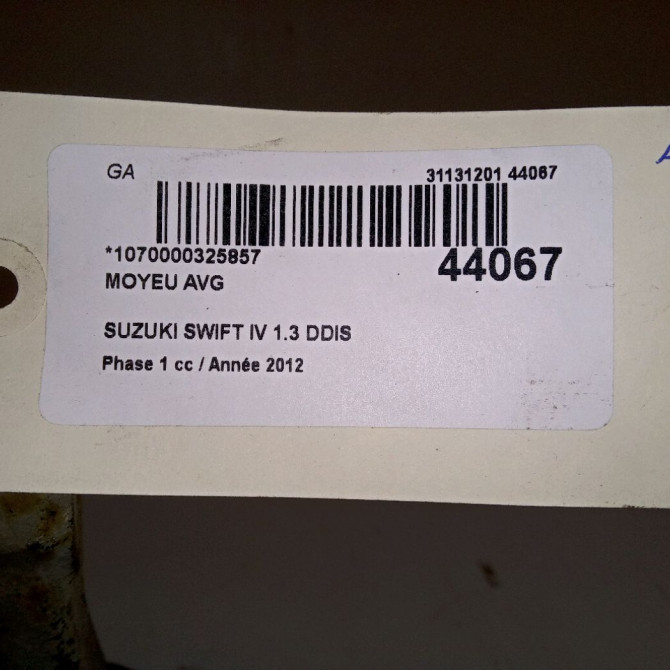 GA 31131201 44067
*1070000325857 44067
MOYEU AVG
SUZUKI SWIFT IV 1.3 DDIS
Phase 1 cc / Année 2012